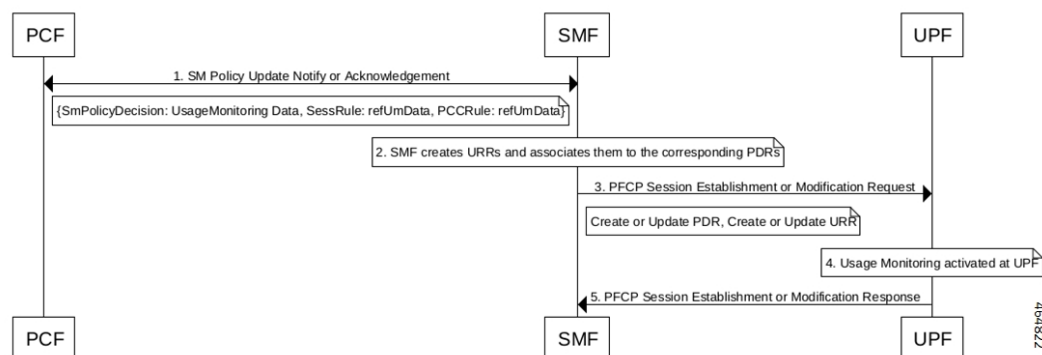 PCF
SMF
UPF
1. SM Policy Update Notify or Acknowledgement
{SmPolicyDecision: UsageMonitoring Data, SessRule: refUmData, PCCRule: refUmData}
2. SMF creates URRs and associates them to the corresponding PDRs
3. PFCP Session Establishment or Modification Request
Create or Update PDR, Create or Update URR
4. Usage Monitoring activated at UPF
5. PFCP Session Establishment or Modification Response
PCF
SMF
UPF
464822